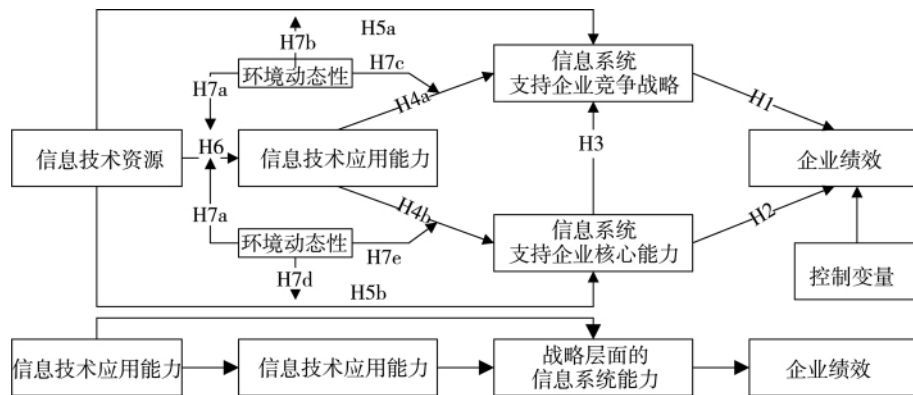 H5a
H7b
H7c
环境动态性
H7a
H4a
信息系统
支持企业竞争战略
H1
信息技术资源
H6
信息技术应用能力
H3
企业绩效
H7a
H4b
环境动态性
H7e
H7d
信息系统
支持企业核心能力
H2
控制变量
H5b
信息技术应用能力
信息技术应用能力
战略层面的
信息系统能力
企业绩效